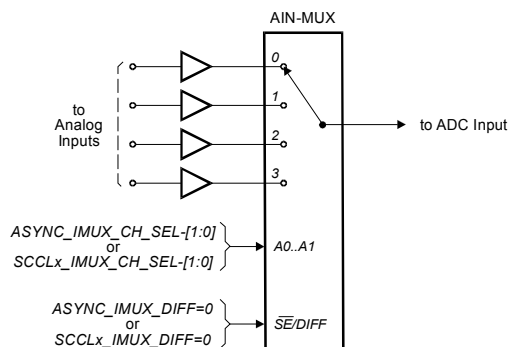 AIN-MUX
0
1
to
Analog
Inputs
2
3
to ADC Input
ASYNC_IMUX_CH_SEL-[1:0]
or
SCCLx_IMUX_CH_SEL-[1:0]
A0..A1
ASYNC_IMUX_DIFF=0
or
SCCLx_IMUX_DIFF=0
SE/DIFF